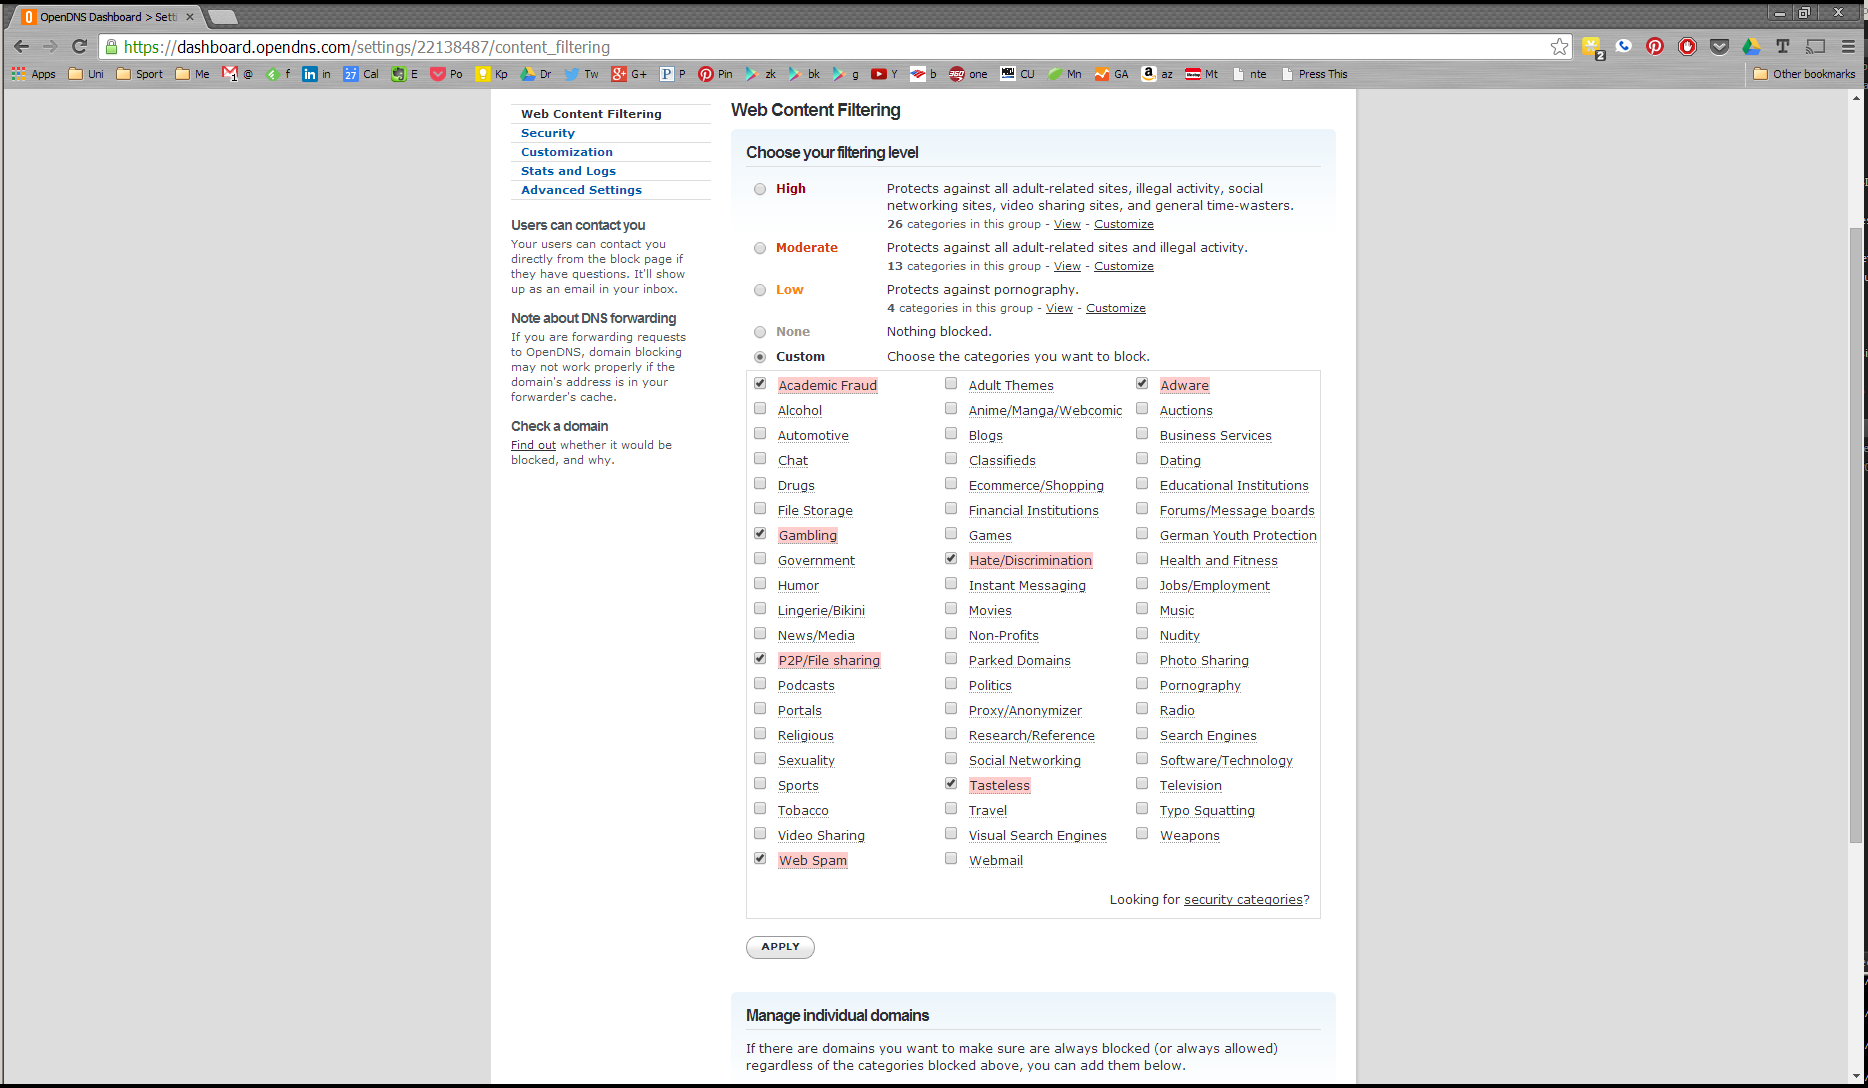 OpenDNS Dashboard > Setti
https://dashboard.opendns.com/settings/22138487/content_filtering
2
Apps Uni Sport Me 1 @ f in in 27 Cal E Po Kp Dr Tw G+ P P Pin zk bk g Y b 360 one CU Mn GA a az Mt nte Press This Other bookmarks
Web Content Filtering
Security
Customization
Stats and Logs
Advanced Settings
Users can contact you
Your users can contact you
directly from the block page if
they have questions. It'll show
up as an email in your inbox.
Note about DNS forwarding
If you are forwarding requests
to OpenDNS, domain blocking
may not work properly if the
domain's address is in your
forwarder's cache.
Check a domain
Find out whether it would be
blocked, and why.
Web Content Filtering
Choose your filtering level
High Protects against all adult-related sites, illegal activity, social
networking sites, video sharing sites, and general time-wasters.
26 categories in this group - View - Customize
Moderate Protects against all adult-related sites and illegal activity.
13 categories in this group - View - Customize
Low Protects against pornography.
4 categories in this group - View - Customize
None Nothing blocked.
Custom Choose the categories you want to block.
Academic Fraud Adult Themes Adware
Alcohol Anime/Manga/Webcomic Auctions
Automotive Blogs Business Services
Chat Classifieds Dating
Drugs Ecommerce/Shopping Educational Institutions
File Storage Financial Institutions Forums/Message boards
Gambling Games German Youth Protection
Government Hate/Discrimination Health and Fitness
Humor Instant Messaging Jobs/Employment
Lingerie/Bikini Movies Music
News/Media Non-Profits Nudity
P2P/File sharing Parked Domains Photo Sharing
Podcasts Politics Pornography
Portals Proxy/Anonymizer Radio
Religious Research/Reference Search Engines
Sexuality Social Networking Software/Technology
Sports Tasteless Television
Tobacco Travel Typo Squatting
Video Sharing Visual Search Engines Weapons
Web Spam Webmail
Looking for security categories?
APPLY
Manage individual domains
If there are domains you want to make sure are always blocked (or always allowed)
regardless of the categories blocked above, you can add them below.